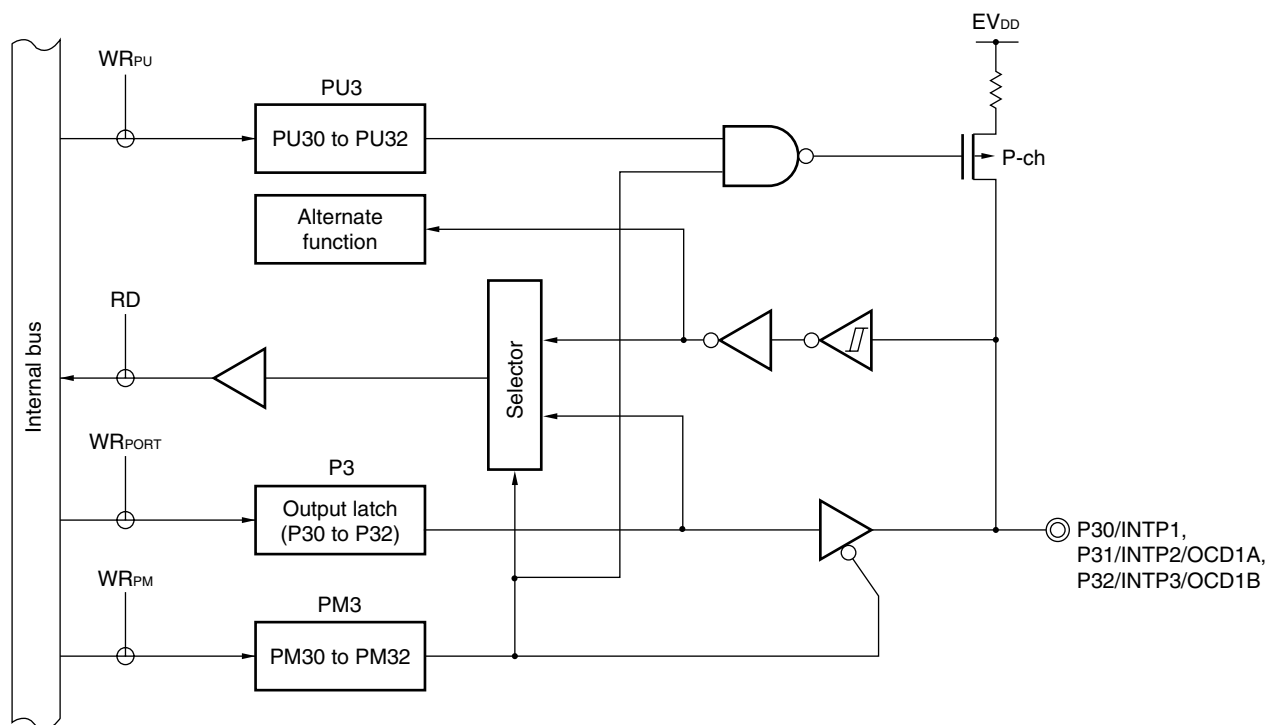 EVDD
WRPU
PU3
PU30 to PU32
P-ch
Alternate
function
RD
Internal bus
Selector
WRPORT
P3
Output latch
(P30 to P32)
P30/INTP1,
P31/INTP2/OCD1A,
P32/INTP3/OCD1B
WRPM
PM3
PM30 to PM32